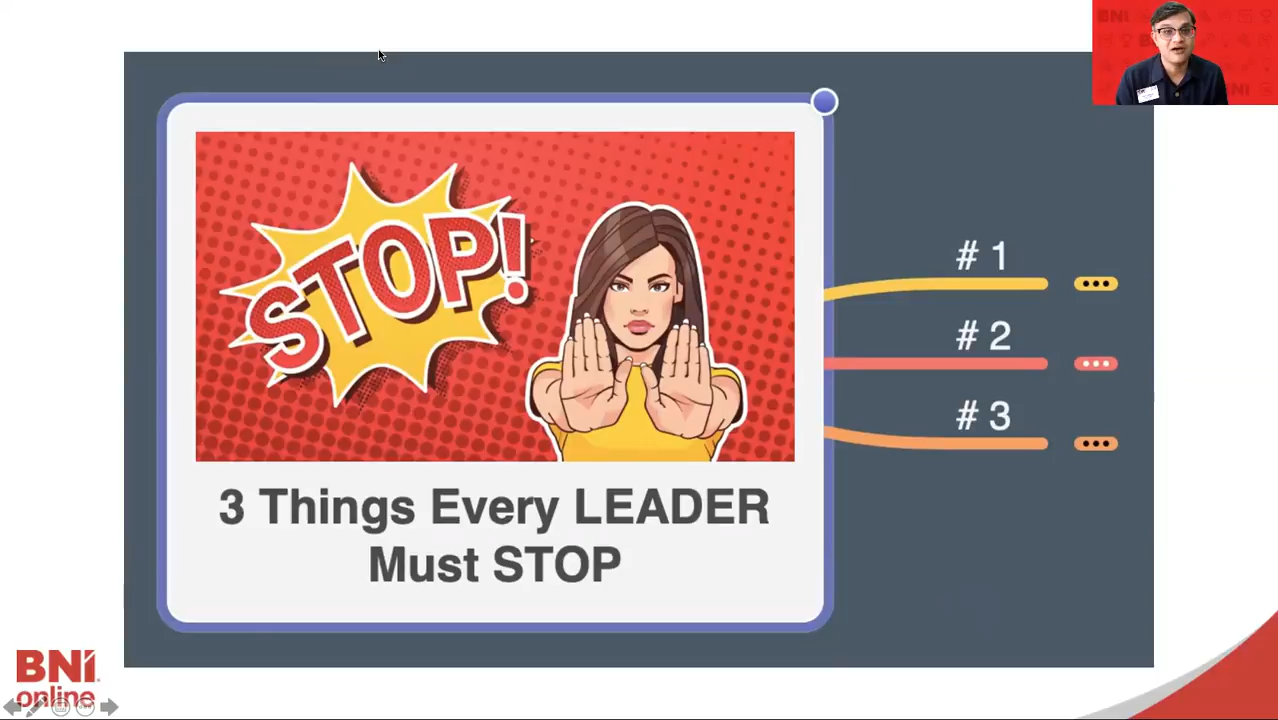 STOP!
3 Things Every LEADER
Must STOP
# 1
# 2
# 3
BNI
online